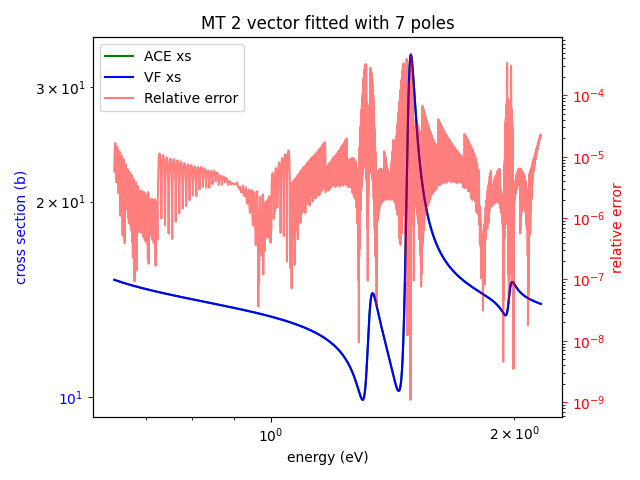 MT 2 vector fitted with 7 poles
ACE xs
VF xs
Relative error
3 × 10¹
2 × 10¹
10¹
cross section (b)
10⁻⁴
10⁻⁵
10⁻⁶
10⁻⁷
10⁻⁸
10⁻⁹
relative error
10⁰
2 × 10⁰
energy (eV)